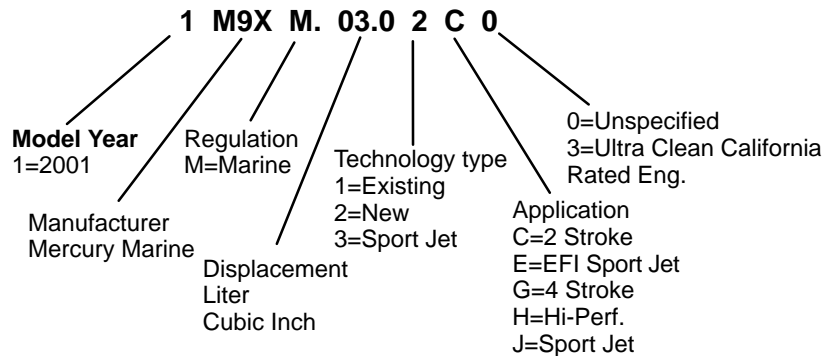 1 M9X M. 03.0 2 C 0
Model Year
1=2001
Manufacturer
Mercury Marine
Regulation
M=Marine
Displacement
Liter
Cubic Inch
Technology type
1=Existing
2=New
3=Sport Jet
Application
C=2 Stroke
E=EFI Sport Jet
G=4 Stroke
H=Hi-Perf.
J=Sport Jet
0=Unspecified
3=Ultra Clean California
Rated Eng.